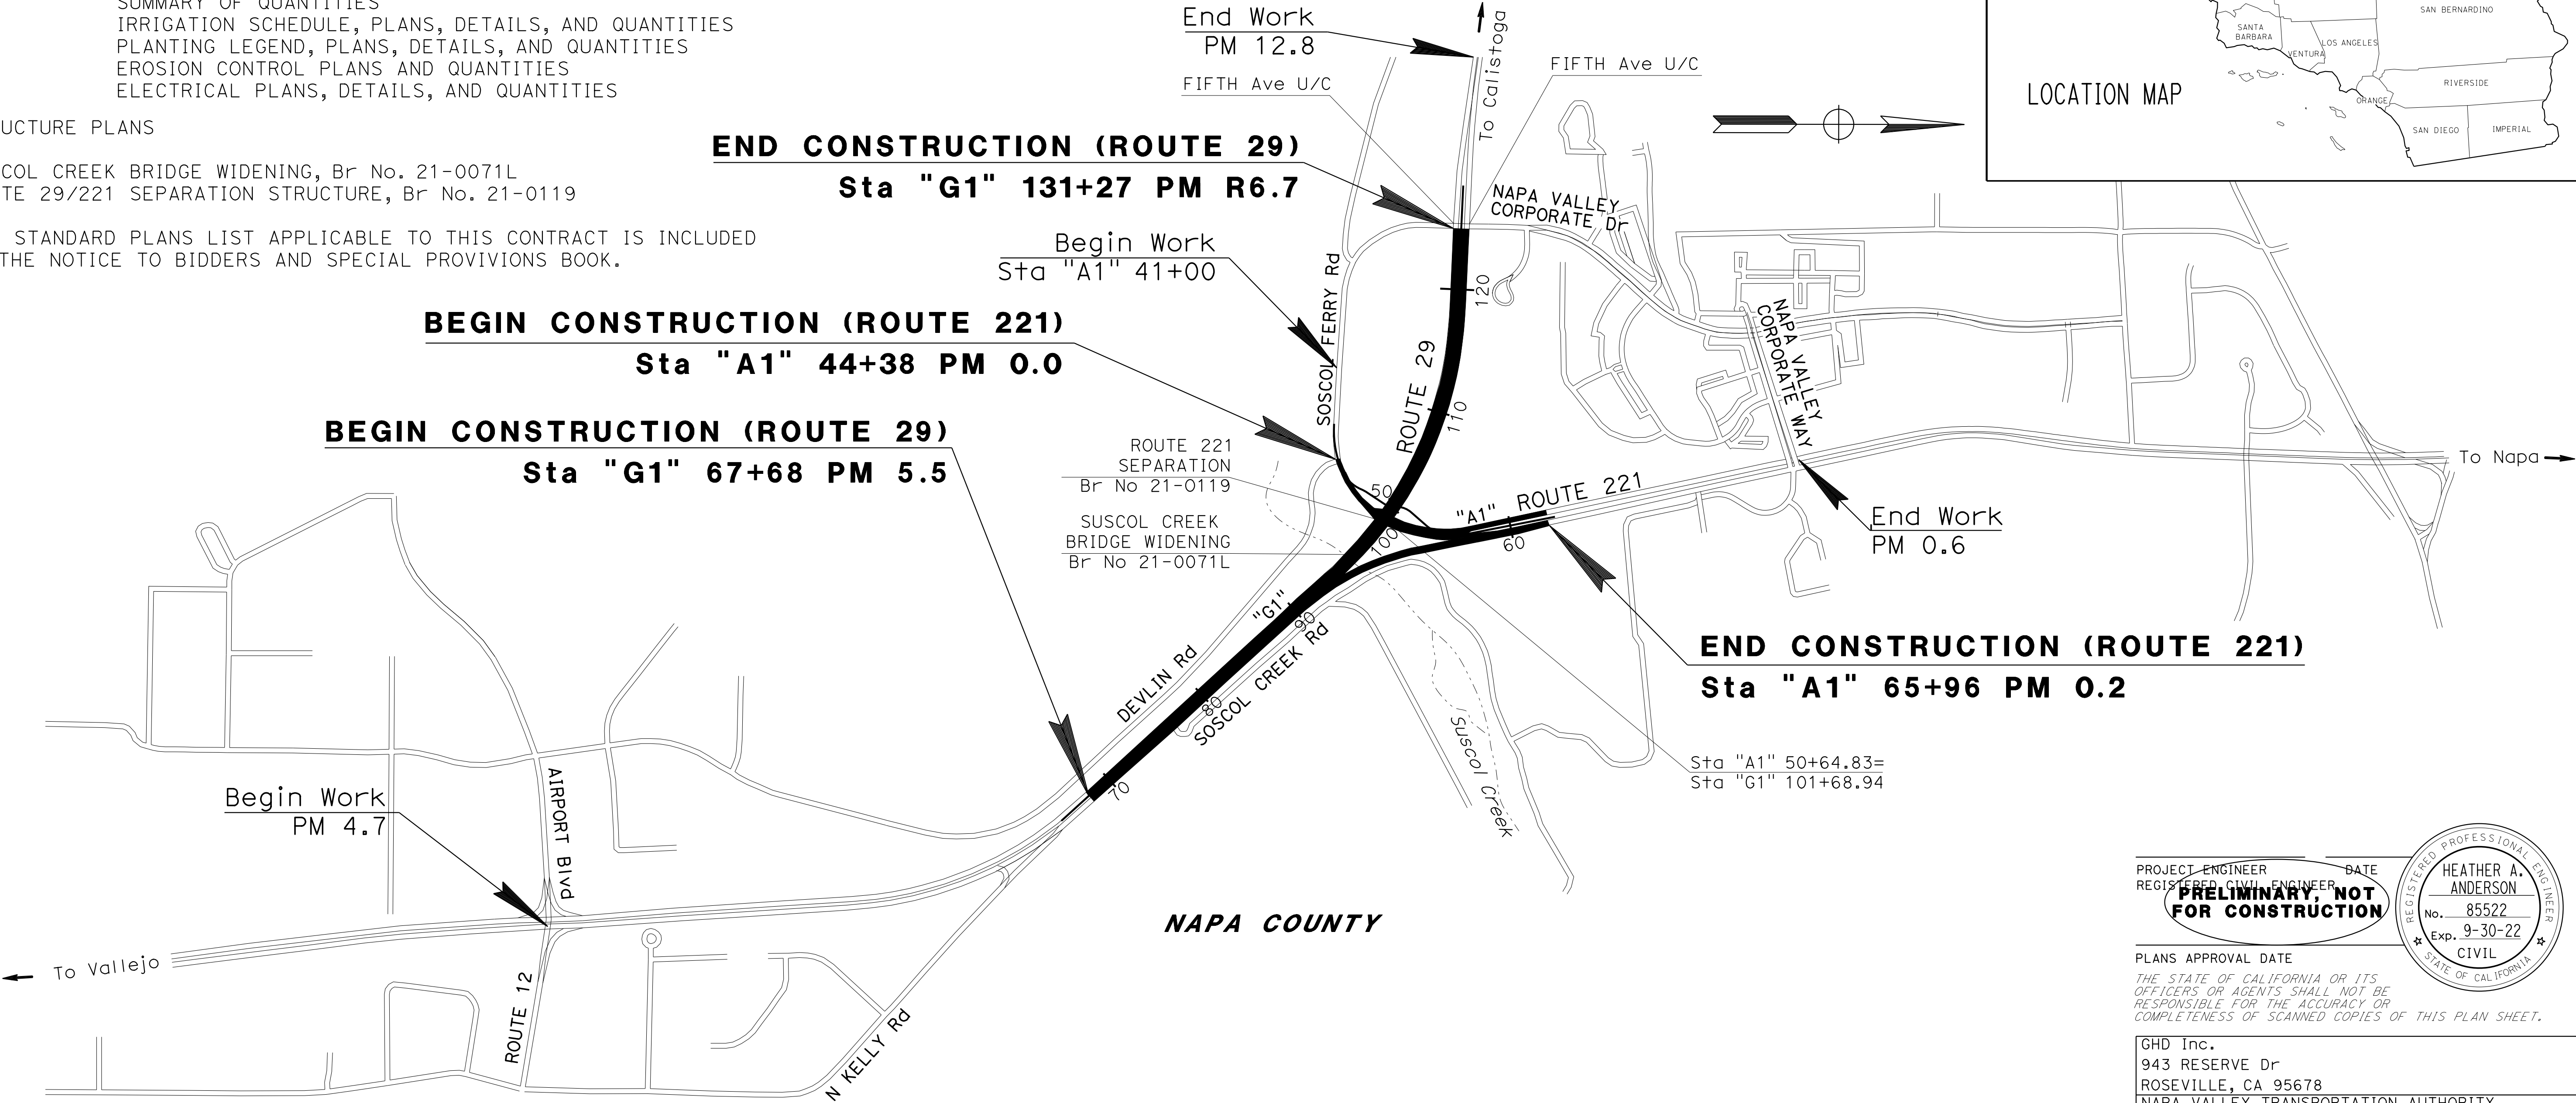 SUMMARY OF QUANTITIES
IRRIGATION SCHEDULE, PLANS, DETAILS, AND QUANTITIES
PLANTING LEGEND, PLANS, DETAILS, AND QUANTITIES
EROSION CONTROL PLANS AND QUANTITIES
ELECTRICAL PLANS, DETAILS, AND QUANTITIES
UCTURE PLANS
COL CREEK BRIDGE WIDENING, Br No. 21-0071L
TE 29/221 SEPARATION STRUCTURE, Br No. 21-0119
STANDARD PLANS LIST APPLICABLE TO THIS CONTRACT IS INCLUDED
THE NOTICE TO BIDDERS AND SPECIAL PROVIVIONS BOOK.
End Work
PM 12.8
FIFTH Ave U/C
To Calistoga
FIFTH Ave U/C
END CONSTRUCTION (ROUTE 29)
Sta "G1" 131+27 PM R6.7
Begin Work
Sta "A1" 41+00
BEGIN CONSTRUCTION (ROUTE 221)
Sta "A1" 44+38 PM 0.0
BEGIN CONSTRUCTION (ROUTE 29)
Sta "G1" 67+68 PM 5.5
ROUTE 221
SEPARATION
Br No 21-0119
SUSCOL CREEK
BRIDGE WIDENING
Br No 21-0071L
SOSCOL FERRY Rd
NAPA VALLEY
CORPORATE Dr
120
ROUTE 29
110
50
100
"A1"
ROUTE 221
60
NAPA VALLEY
CORPORATE WAY
To Napa
End Work
PM 0.6
END CONSTRUCTION (ROUTE 221)
Sta "A1" 65+96 PM 0.2
Sta "A1" 50+64.83=
Sta "G1" 101+68.94
"G1"
90
80
70
DEVLIN Rd
SOSCOL CREEK Rd
Suscol Creek
Begin Work
PM 4.7
AIRPORT Blvd
To Vallejo
ROUTE 12
N KELLY Rd
NAPA COUNTY
LOCATION MAP
SAN BERNARDINO
SANTA
BARBARA
VENTURA
LOS ANGELES
RIVERSIDE
ORANGE
SAN DIEGO
IMPERIAL
PROJECT ENGINEER DATE
REGISTERED CIVIL ENGINEER
PRELIMINARY, NOT
FOR CONSTRUCTION
PLANS APPROVAL DATE
THE STATE OF CALIFORNIA OR ITS
OFFICERS OR AGENTS SHALL NOT BE
RESPONSIBLE FOR THE ACCURACY OR
COMPLETENESS OF SCANNED COPIES OF THIS PLAN SHEET.
REGISTERED PROFESSIONAL ENGINEER
HEATHER A.
ANDERSON
No. 85522
Exp. 9-30-22
CIVIL
STATE OF CALIFORNIA
GHD Inc.
943 RESERVE Dr
ROSEVILLE, CA 95678
NAPA VALLEY TRANSPORTATION AUTHORITY